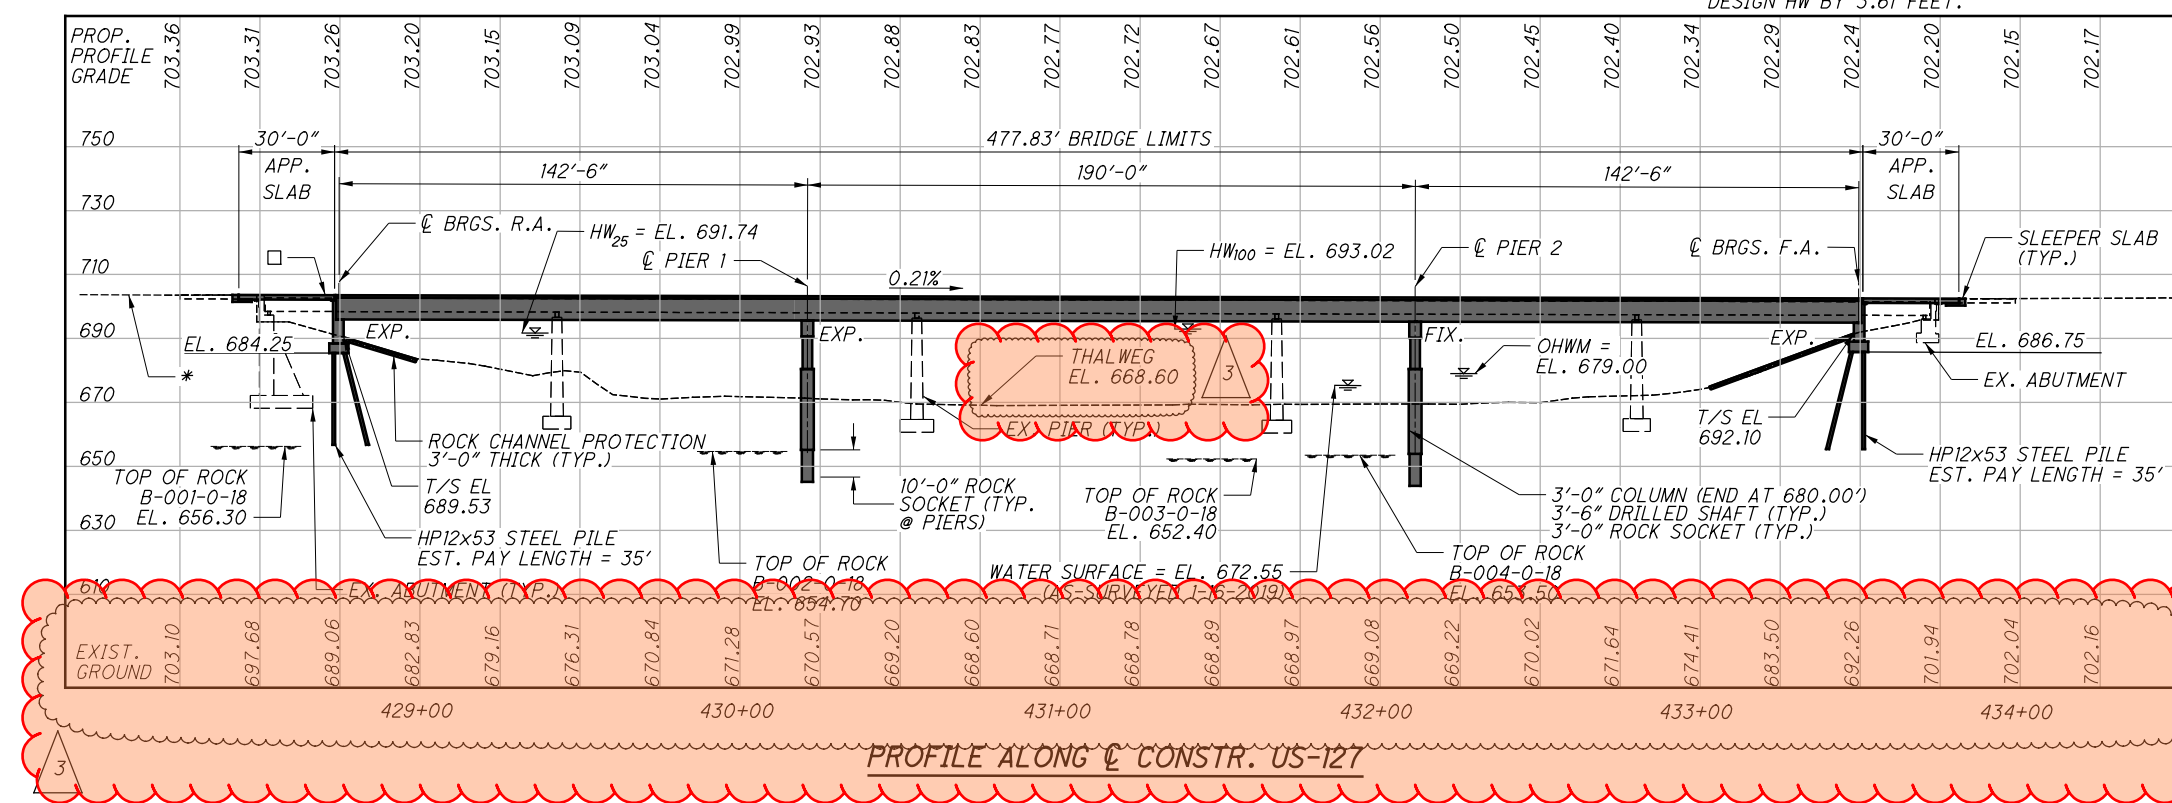 DESIGN HW BY 5.61 FEET.
PROP.
PROFILE
GRADE
703.36
703.31
703.26
703.20
703.15
703.09
703.04
702.99
702.93
702.88
702.83
702.77
702.72
702.67
702.61
702.56
702.50
702.45
702.40
702.34
702.29
702.24
702.20
702.15
702.17
750
730
710
690
670
650
630
610
30'-0"
APP.
SLAB
477.83' BRIDGE LIMITS
142'-6"
190'-0"
142'-6"
30'-0"
APP.
SLAB
℄ BRGS. R.A.
HW25 = EL. 691.74
℄ PIER 1
0.21%
HW100 = EL. 693.02
℄ PIER 2
℄ BRGS. F.A.
SLEEPER SLAB
(TYP.)
EXP.
EXP.
FIX.
EXP.
EL. 684.25
*
THALWEG
EL. 668.60
3
OHWM =
EL. 679.00
EL. 686.75
EX. ABUTMENT
EX. PIER (TYP.)
T/S EL
692.10
ROCK CHANNEL PROTECTION
3'-0" THICK (TYP.)
TOP OF ROCK
B-001-0-18
EL. 656.30
T/S EL
689.53
HP12x53 STEEL PILE
EST. PAY LENGTH = 35'
10'-0" ROCK
SOCKET (TYP.
@ PIERS)
TOP OF ROCK
B-003-0-18
EL. 652.40
3'-0" COLUMN (END AT 680.00')
3'-6" DRILLED SHAFT (TYP.)
3'-0" ROCK SOCKET (TYP.)
HP12x53 STEEL PILE
EST. PAY LENGTH = 35'
TOP OF ROCK
B-002-0-18
EL. 654.70
WATER SURFACE = EL. 672.55
(AS-SURVEYED 1-16-2019)
TOP OF ROCK
B-004-0-18
EL. 653.50
EX. ABUTMENT (TYP.)
EXIST.
GROUND
703.10
697.68
689.06
682.83
679.16
676.31
670.84
671.28
670.57
669.20
668.60
668.71
668.78
668.89
668.97
669.08
669.22
670.02
671.64
674.41
683.50
692.26
701.94
702.04
702.16
429+00
430+00
431+00
432+00
433+00
434+00
3
PROFILE ALONG ℄ CONSTR. US-127